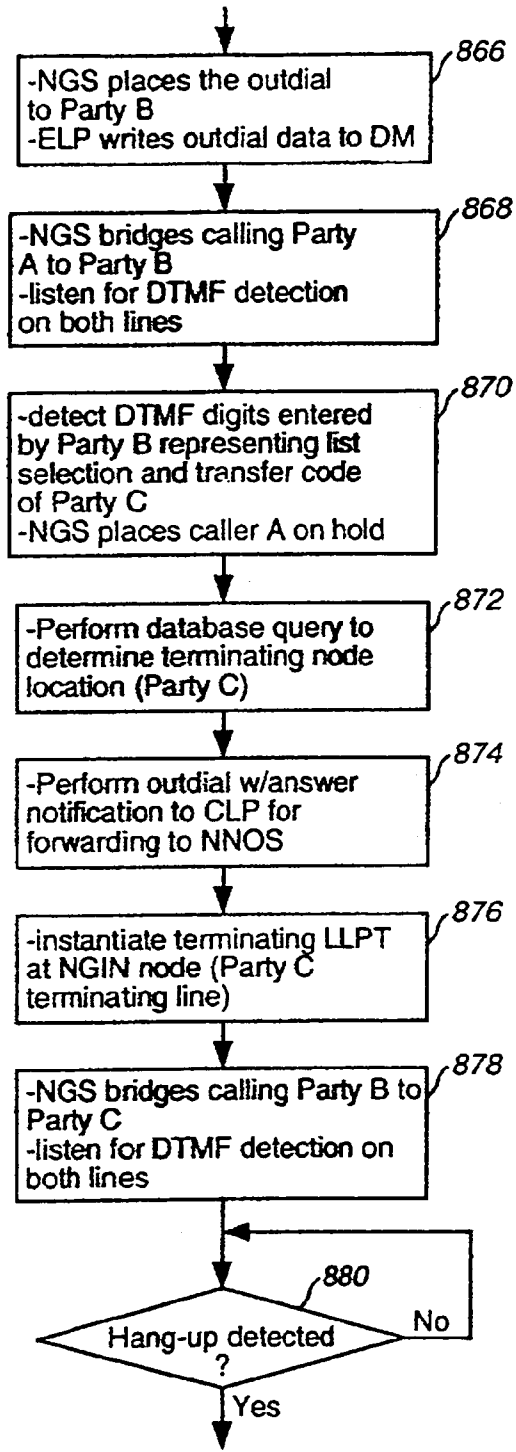 866
-NGS places the outdial
to Party B
-ELP writes outdial data to DM
868
-NGS bridges calling Party
A to Party B
-listen for DTMF detection
on both lines
870
-detect DTMF digits entered
by Party B representing list
selection and transfer code
of Party C
-NGS places caller A on hold
872
-Perform database query to
determine terminating node
location (Party C)
874
-Perform outdial w/answer
notification to CLP for
forwarding to NNOS
876
-instantiate terminating LLPT
at NGIN node (Party C
terminating line)
878
-NGS bridges calling Party B to
Party C
-listen for DTMF detection on
both lines
880
Hang-up detected
?
No
Yes